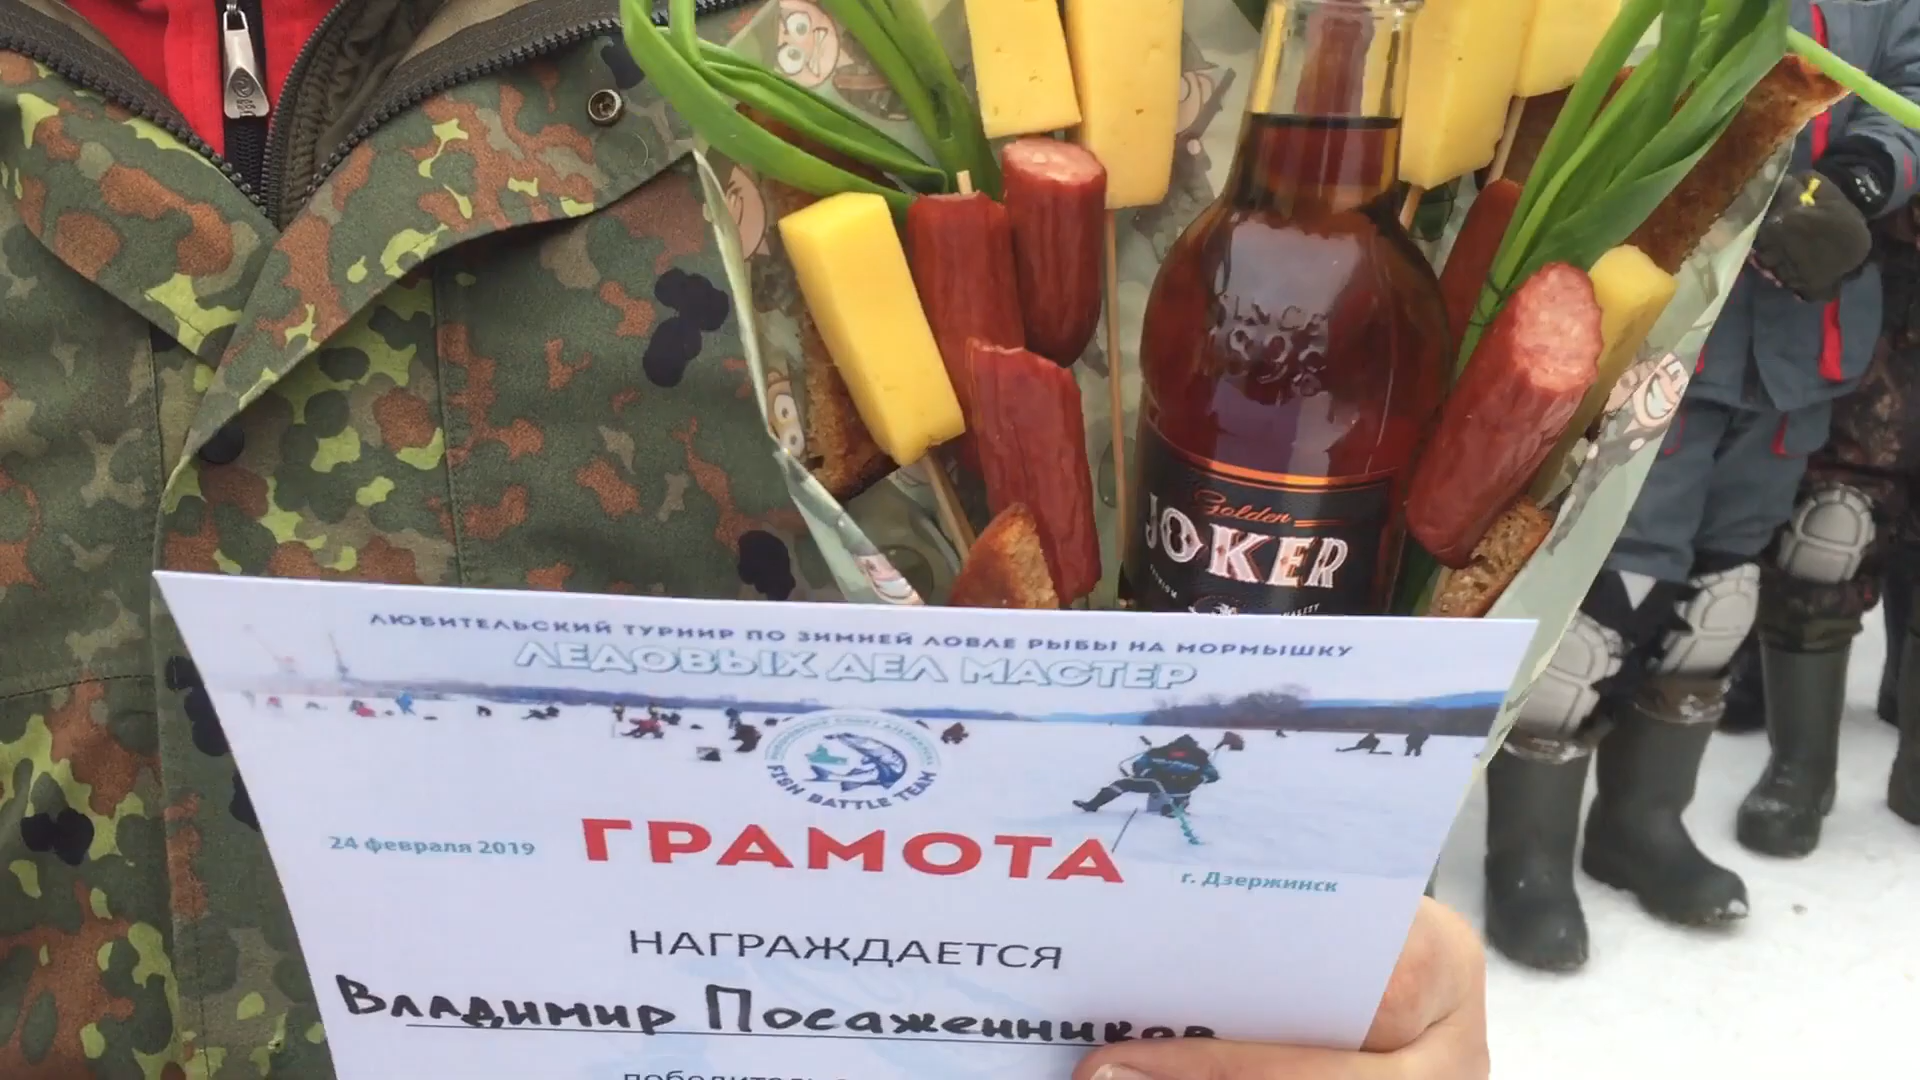 SINCE
Golden
JOKER
ЛЮБИТЕЛЬСКИЙ ТУРНИР ПО ЗИМНЕЙ ЛОВЛЕ РЫБЫ НА МОРМЫШКУ
ЛЕДОВЫХ ДЕЛ МАСТЕР
FISH BATTLE TEAM
24 февраля 2019
ГРАМОТА
г. Дзержинск
НАГРАЖДАЕТСЯ
Владимир Посаженников